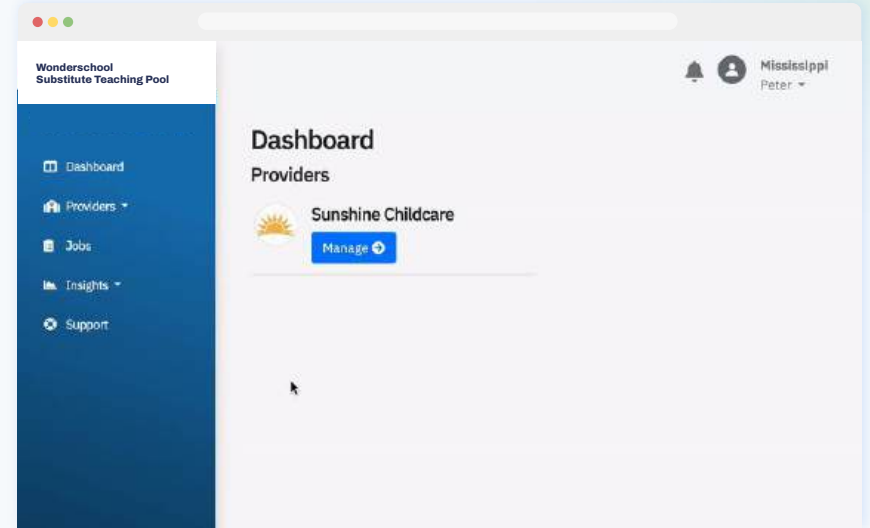 Wonderschool
Substitute Teaching Pool
Mississippi
Peter
Dashboard
Providers
Jobs
Insights
Support
Dashboard
Providers
Sunshine Childcare
Manage